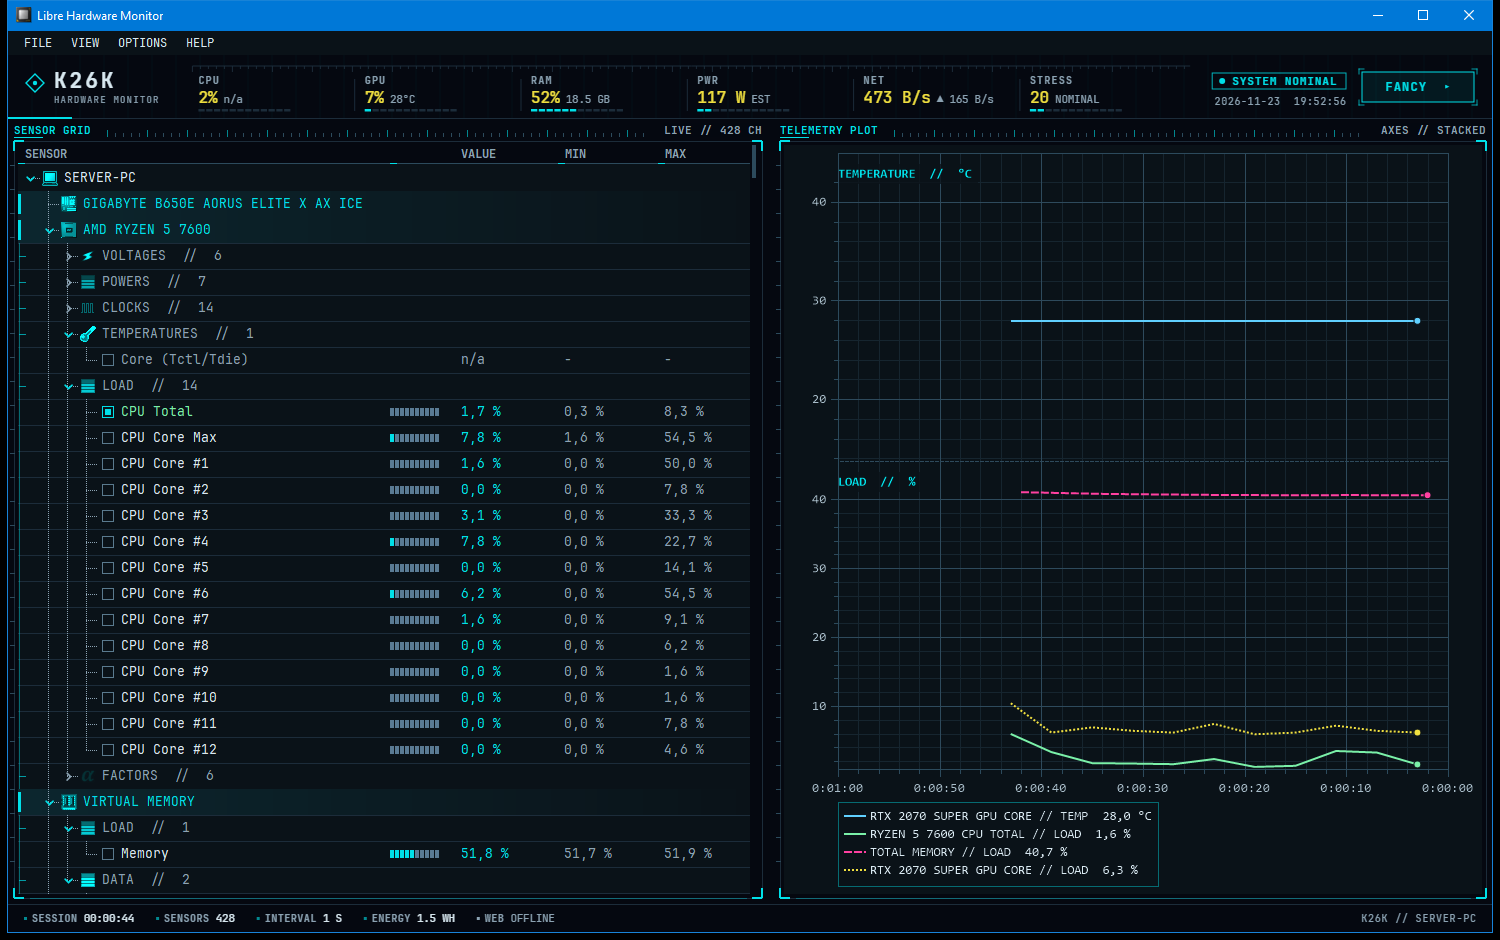 Libre Hardware Monitor
FILE VIEW OPTIONS HELP
K26K
HARDWARE MONITOR
CPU
2% n/a
GPU
7% 28°C
RAM
52% 18.5 GB
PWR
117 W EST
NET
473 B/s ▲ 165 B/s
STRESS
20 NOMINAL
SYSTEM NOMINAL
2026-11-23 19:52:56
FANCY
SENSOR GRID
LIVE // 428 CH
SENSOR VALUE MIN MAX
SERVER-PC
GIGABYTE B650E AORUS ELITE X AX ICE
AMD RYZEN 5 7600
VOLTAGES // 6
POWERS // 7
CLOCKS // 14
TEMPERATURES // 1
Core (Tctl/Tdie) n/a - -
LOAD // 14
CPU Total 1,7 % 0,3 % 8,3 %
CPU Core Max 7,8 % 1,6 % 54,5 %
CPU Core #1 1,6 % 0,0 % 50,0 %
CPU Core #2 0,0 % 0,0 % 7,8 %
CPU Core #3 3,1 % 0,0 % 33,3 %
CPU Core #4 7,8 % 0,0 % 22,7 %
CPU Core #5 0,0 % 0,0 % 14,1 %
CPU Core #6 6,2 % 0,0 % 54,5 %
CPU Core #7 1,6 % 0,0 % 9,1 %
CPU Core #8 0,0 % 0,0 % 6,2 %
CPU Core #9 0,0 % 0,0 % 1,6 %
CPU Core #10 0,0 % 0,0 % 1,6 %
CPU Core #11 0,0 % 0,0 % 7,8 %
CPU Core #12 0,0 % 0,0 % 4,6 %
α FACTORS // 6
VIRTUAL MEMORY
LOAD // 1
Memory 51,8 % 51,7 % 51,9 %
DATA // 2
TELEMETRY PLOT
AXES // STACKED
TEMPERATURE // °C
40
30
20
LOAD // %
40
30
20
10
0:01:00 0:00:50 0:00:40 0:00:30 0:00:20 0:00:10 0:00:00
RTX 2070 SUPER GPU CORE // TEMP 28,0 °C
RYZEN 5 7600 CPU TOTAL // LOAD 1,6 %
TOTAL MEMORY // LOAD 40,7 %
RTX 2070 SUPER GPU CORE // LOAD 6,3 %
SESSION 00:00:44 SENSORS 428 INTERVAL 1 S ENERGY 1.5 WH WEB OFFLINE
K26K // SERVER-PC